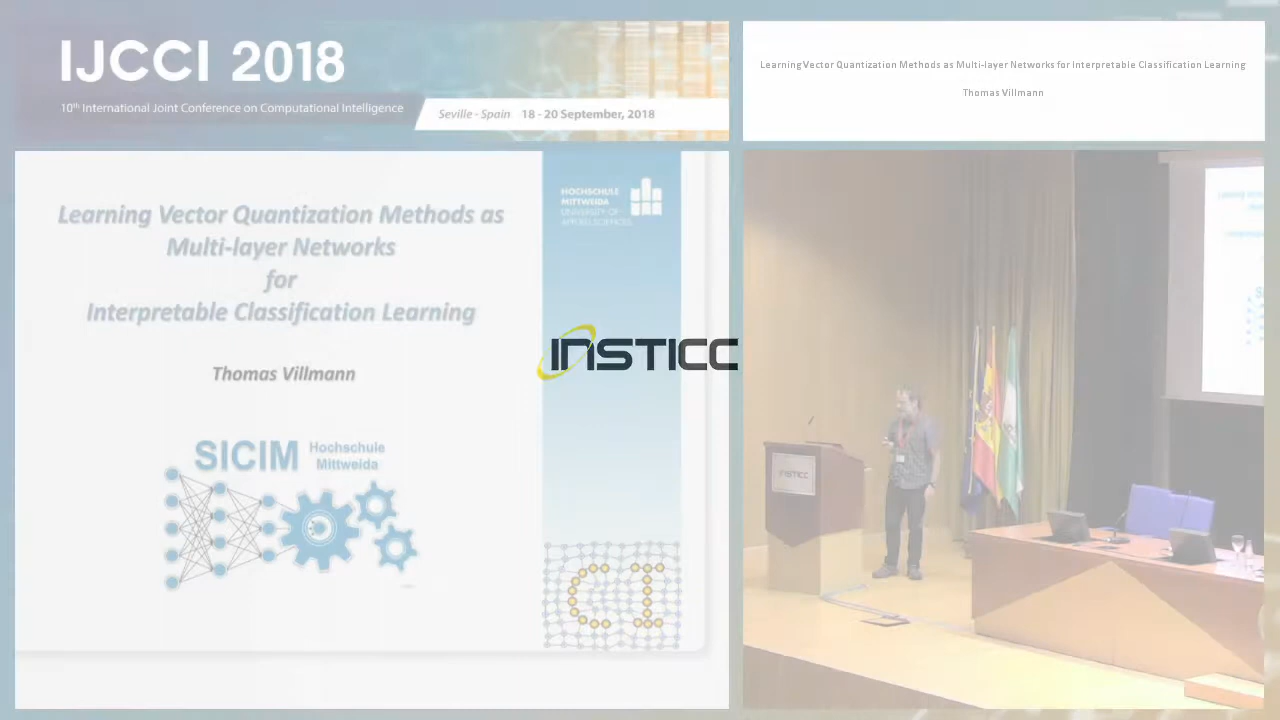 IJCCI 2018
10th International Joint Conference on Computational Intelligence
Seville - Spain 18 - 20 September, 2018
Learning Vector Quantization Methods as Multi-layer Networks for Interpretable Classification Learning
Thomas Villmann
Learning Vector Quantization Methods as
Multi-layer Networks
for
Interpretable Classification Learning
Thomas Villmann
SICIM Hochschule
Mittweida
HOCHSCHULE
MITTWEIDA
UNIVERSITY OF
APPLIED SCIENCES
CI
INSTICC
INSTICC